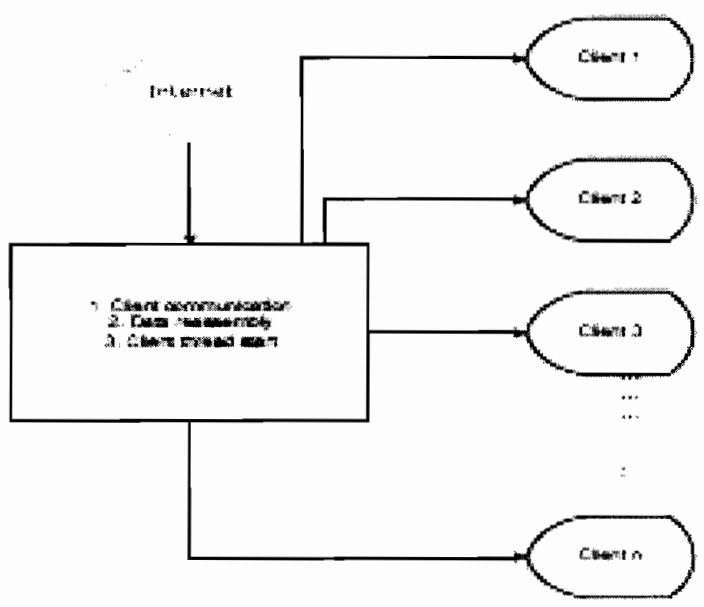 Internet
Client 1
Client 2
1. Client communication
2. Data reassembly
3. Client thread start
Client 3
Client n